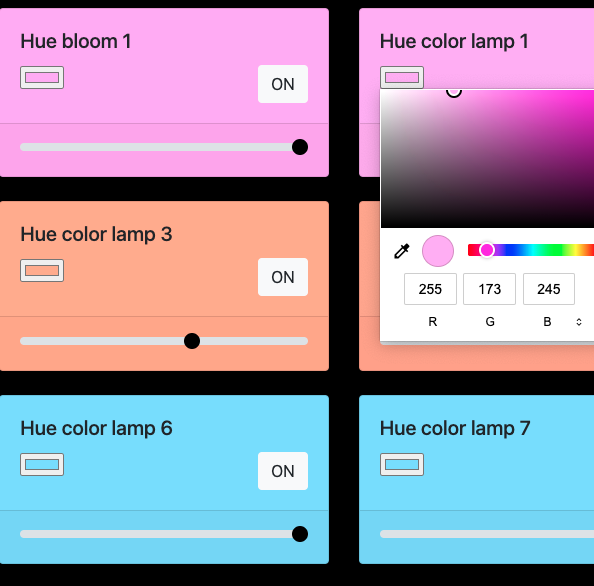 Hue bloom 1
ON
Hue color lamp 1
255 173 245
R G B
Hue color lamp 3
ON
Hue color lamp 6
ON
Hue color lamp 7